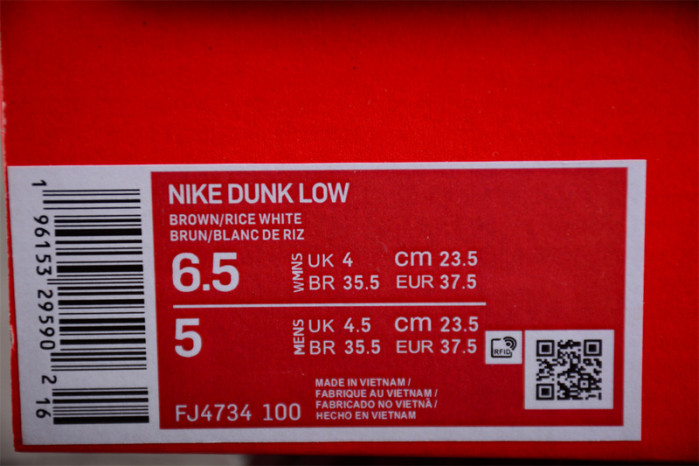 1 96153 29590 2 16
NIKE DUNK LOW
BROWN/RICE WHITE
BRUN/BLANC DE RIZ
6.5 WMNS UK 4 cm 23.5
BR 35.5 EUR 37.5
5 MENS UK 4.5 cm 23.5
BR 35.5 EUR 37.5
RFID
MADE IN VIETNAM /
FABRIQUE AU VIETNAM /
FABRICADO NO VIETNÃ /
HECHO EN VIETNAM
FJ4734 100